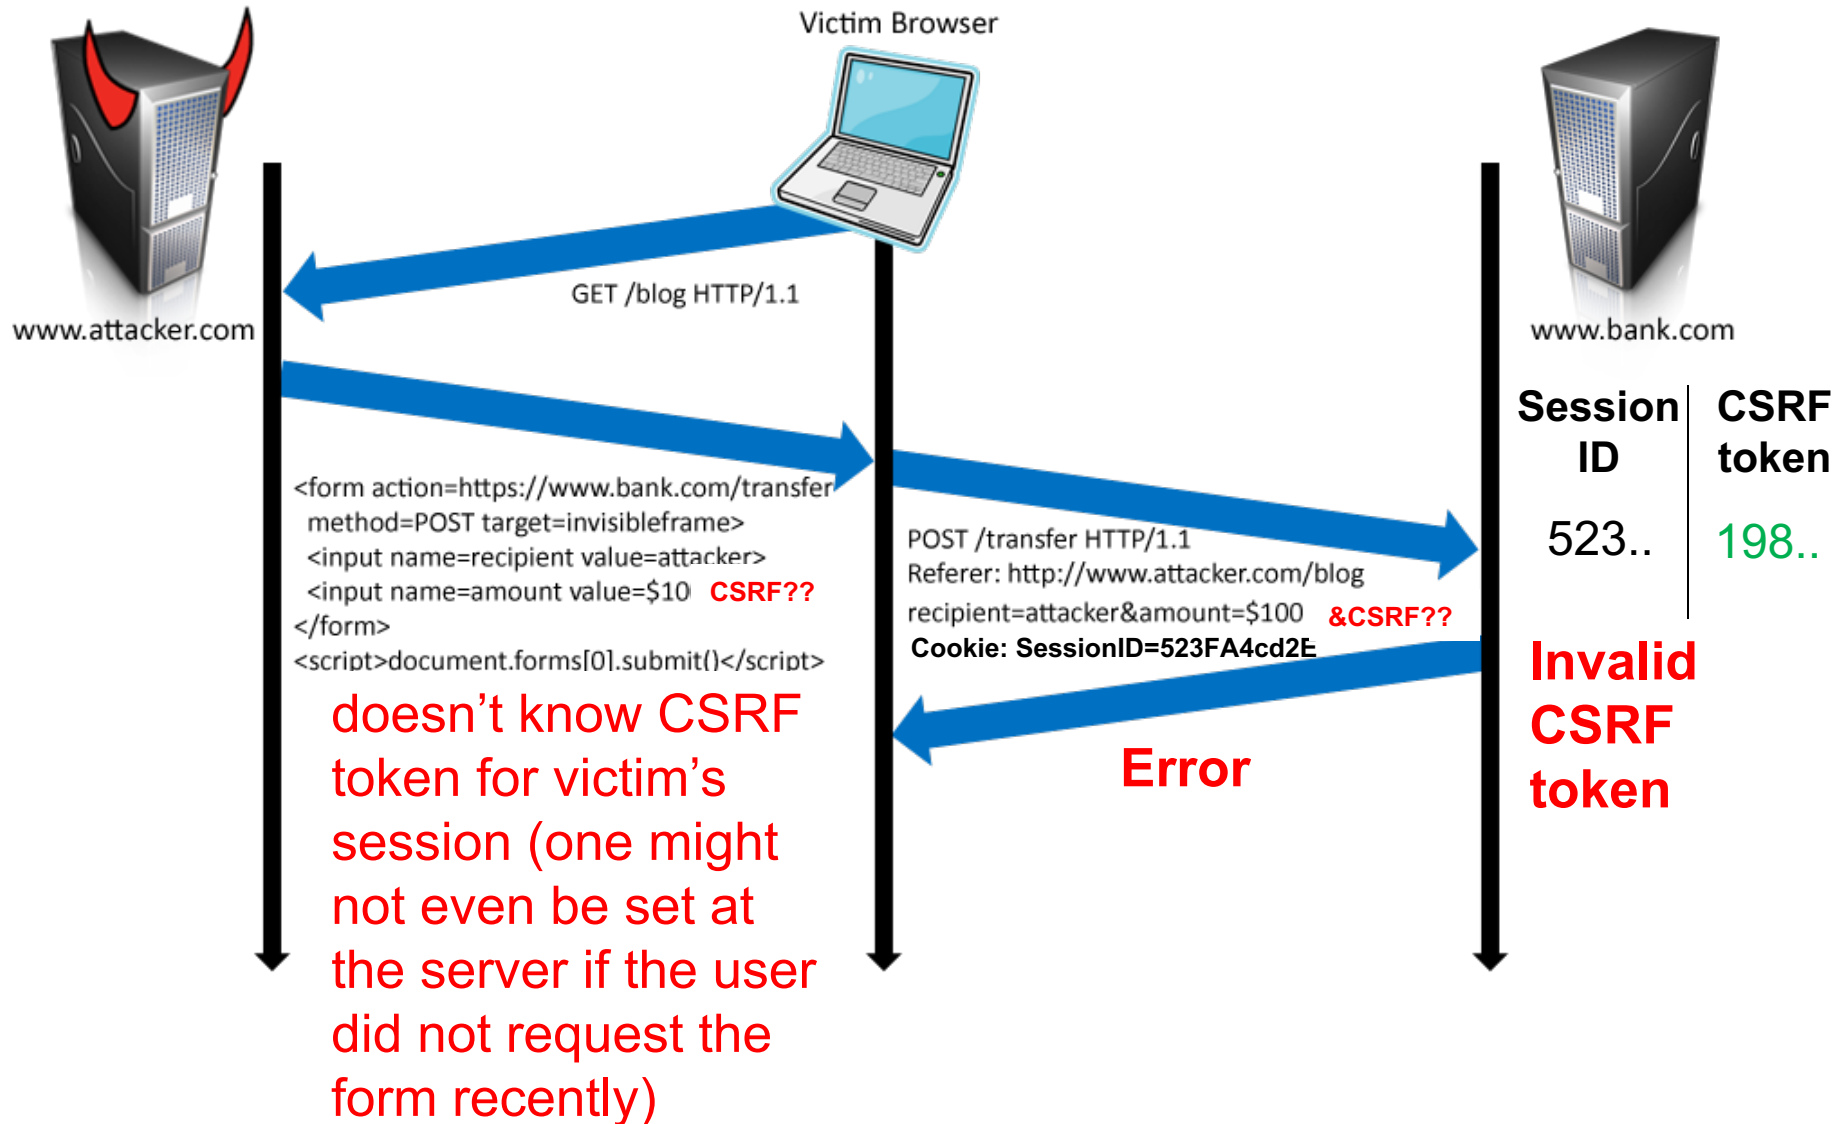 Victim Browser
www.attacker.com
GET /blog HTTP/1.1
www.bank.com
Session ID
CSRF token
523..
198..
<form action=https://www.bank.com/transfer
method=POST target=invisibleframe>
<input name=recipient value=attacker>
<input name=amount value=$10 CSRF??
</form>
<script>document.forms[0].submit()</script>
POST /transfer HTTP/1.1
Referer: http://www.attacker.com/blog
recipient=attacker&amount=$100 &CSRF??
Cookie: SessionID=523FA4cd2E
doesn’t know CSRF
token for victim’s
session (one might
not even be set at
the server if the user
did not request the
form recently)
Error
Invalid
CSRF
token